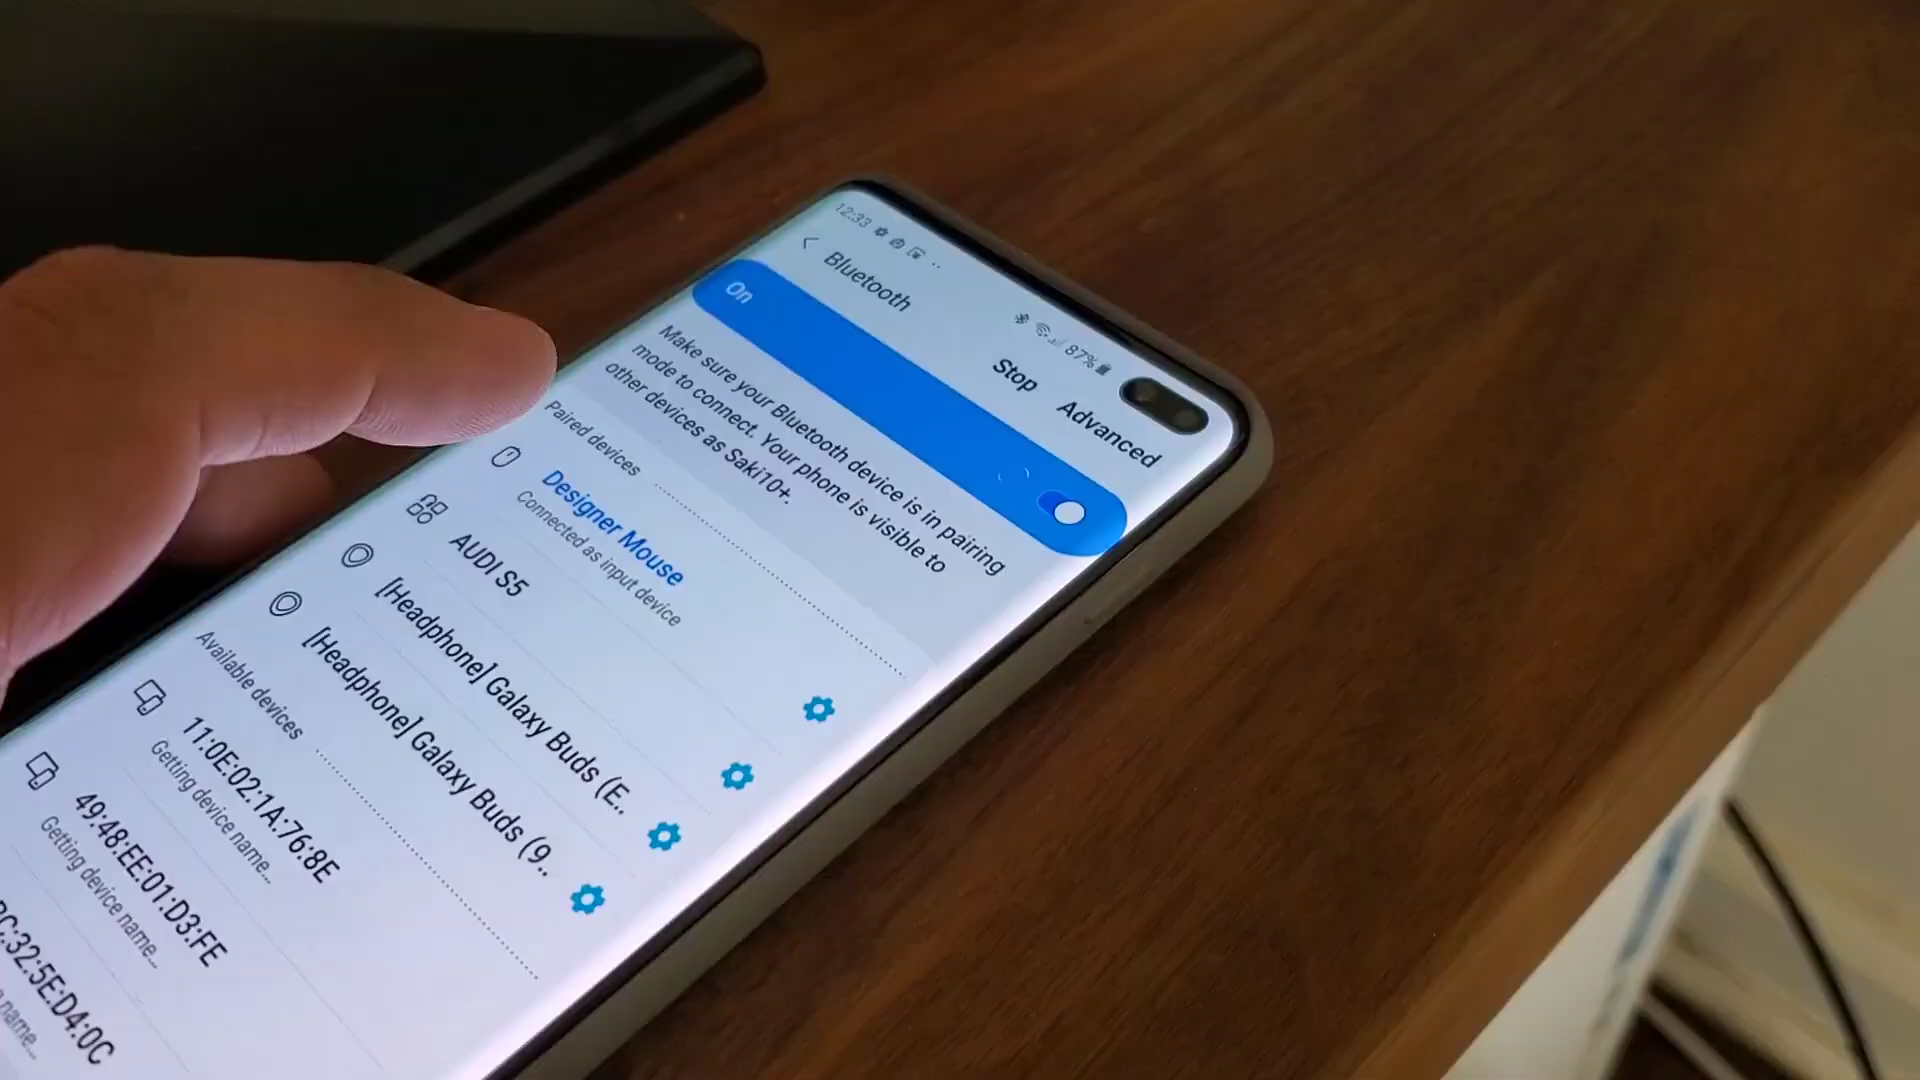 12:33
87%
Bluetooth
Stop
Advanced
On
Make sure your Bluetooth device is in pairing
mode to connect. Your phone is visible to
other devices as Saki10+.
Paired devices
Designer Mouse
Connected as input device
AUDI S5
[Headphone] Galaxy Buds (E..
[Headphone] Galaxy Buds (9..
Available devices
11:0E:02:1A:76:8E
Getting device name...
49:48:EE:01:D3:FE
Getting device name...
:32:5E:D4:0C
name...